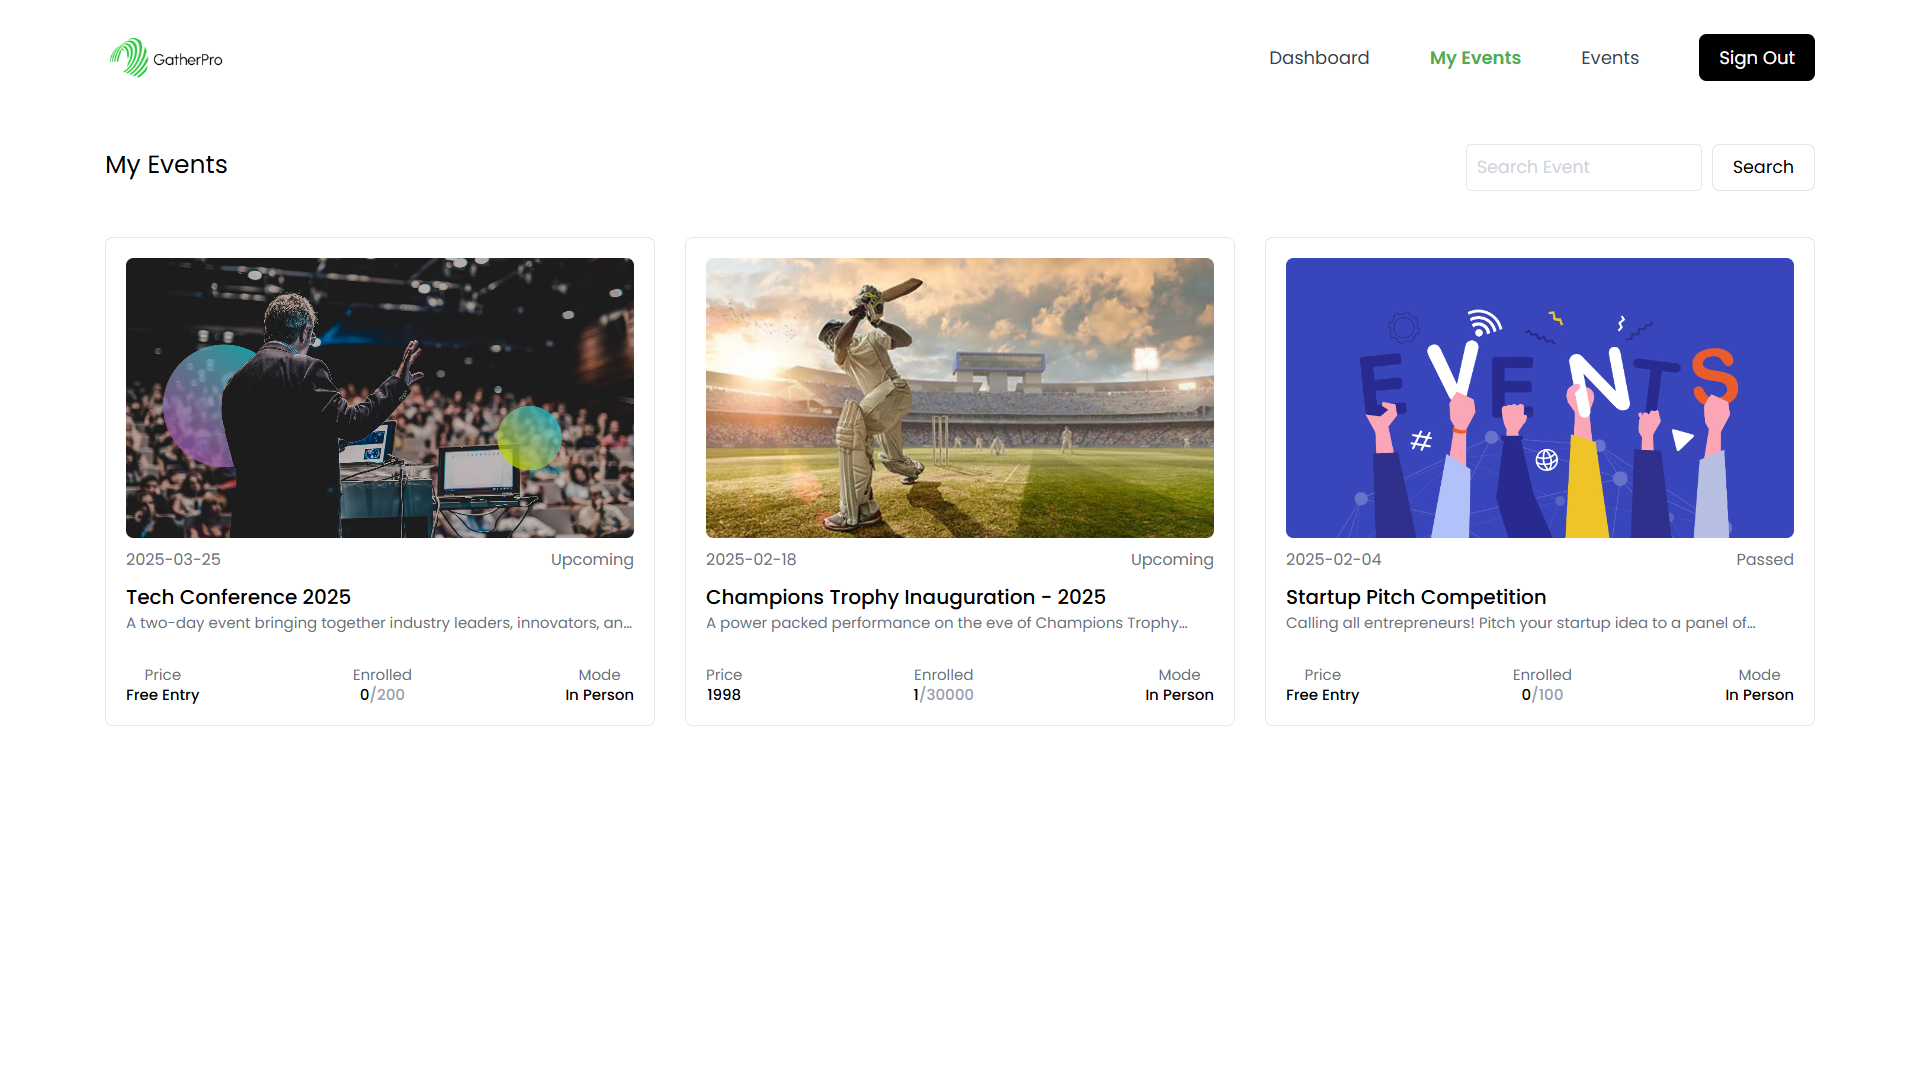 GatherPro
Dashboard
My Events
Events
Sign Out
My Events
Search Event
Search
2025-03-25
Upcoming
Tech Conference 2025
A two-day event bringing together industry leaders, innovators, an...
Price
Enrolled
Mode
Free Entry
0/200
In Person
2025-02-18
Upcoming
Champions Trophy Inauguration - 2025
A power packed performance on the eve of Champions Trophy...
Price
Enrolled
Mode
1998
1/30000
In Person
EVENTS
#
2025-02-04
Passed
Startup Pitch Competition
Calling all entrepreneurs! Pitch your startup idea to a panel of...
Price
Enrolled
Mode
Free Entry
0/100
In Person